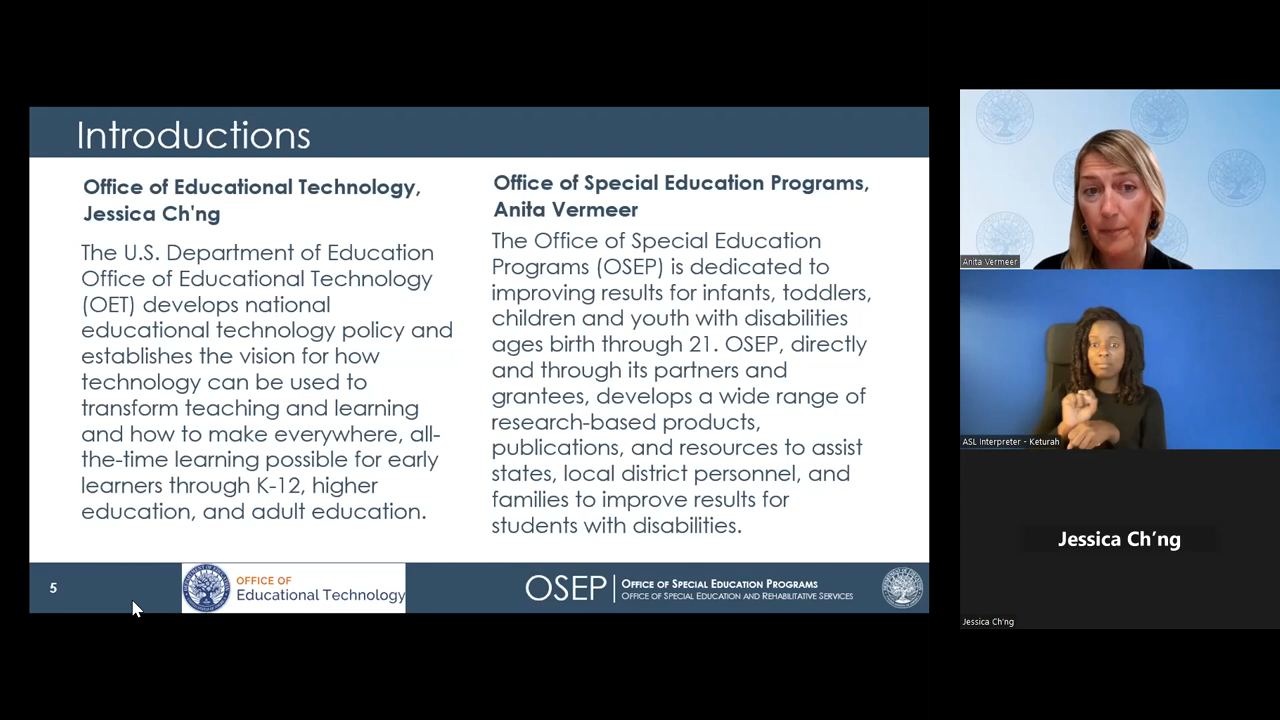 Introductions
Office of Educational Technology,
Jessica Ch'ng
The U.S. Department of Education
Office of Educational Technology
(OET) develops national
educational technology policy and
establishes the vision for how
technology can be used to
transform teaching and learning
and how to make everywhere, all-
the-time learning possible for early
learners through K-12, higher
education, and adult education.
Office of Special Education Programs,
Anita Vermeer
The Office of Special Education
Programs (OSEP) is dedicated to
improving results for infants, toddlers,
children and youth with disabilities
ages birth through 21. OSEP, directly
and through its partners and
grantees, develops a wide range of
research-based products,
publications, and resources to assist
states, local district personnel, and
families to improve results for
students with disabilities.
5
OFFICE OF
Educational Technology
OSEP
OFFICE OF SPECIAL EDUCATION PROGRAMS
OFFICE OF SPECIAL EDUCATION AND REHABILITATIVE SERVICES
Anita Vermeer
ASL Interpreter - Keturah
Jessica Ch’ng
Jessica Ch'ng